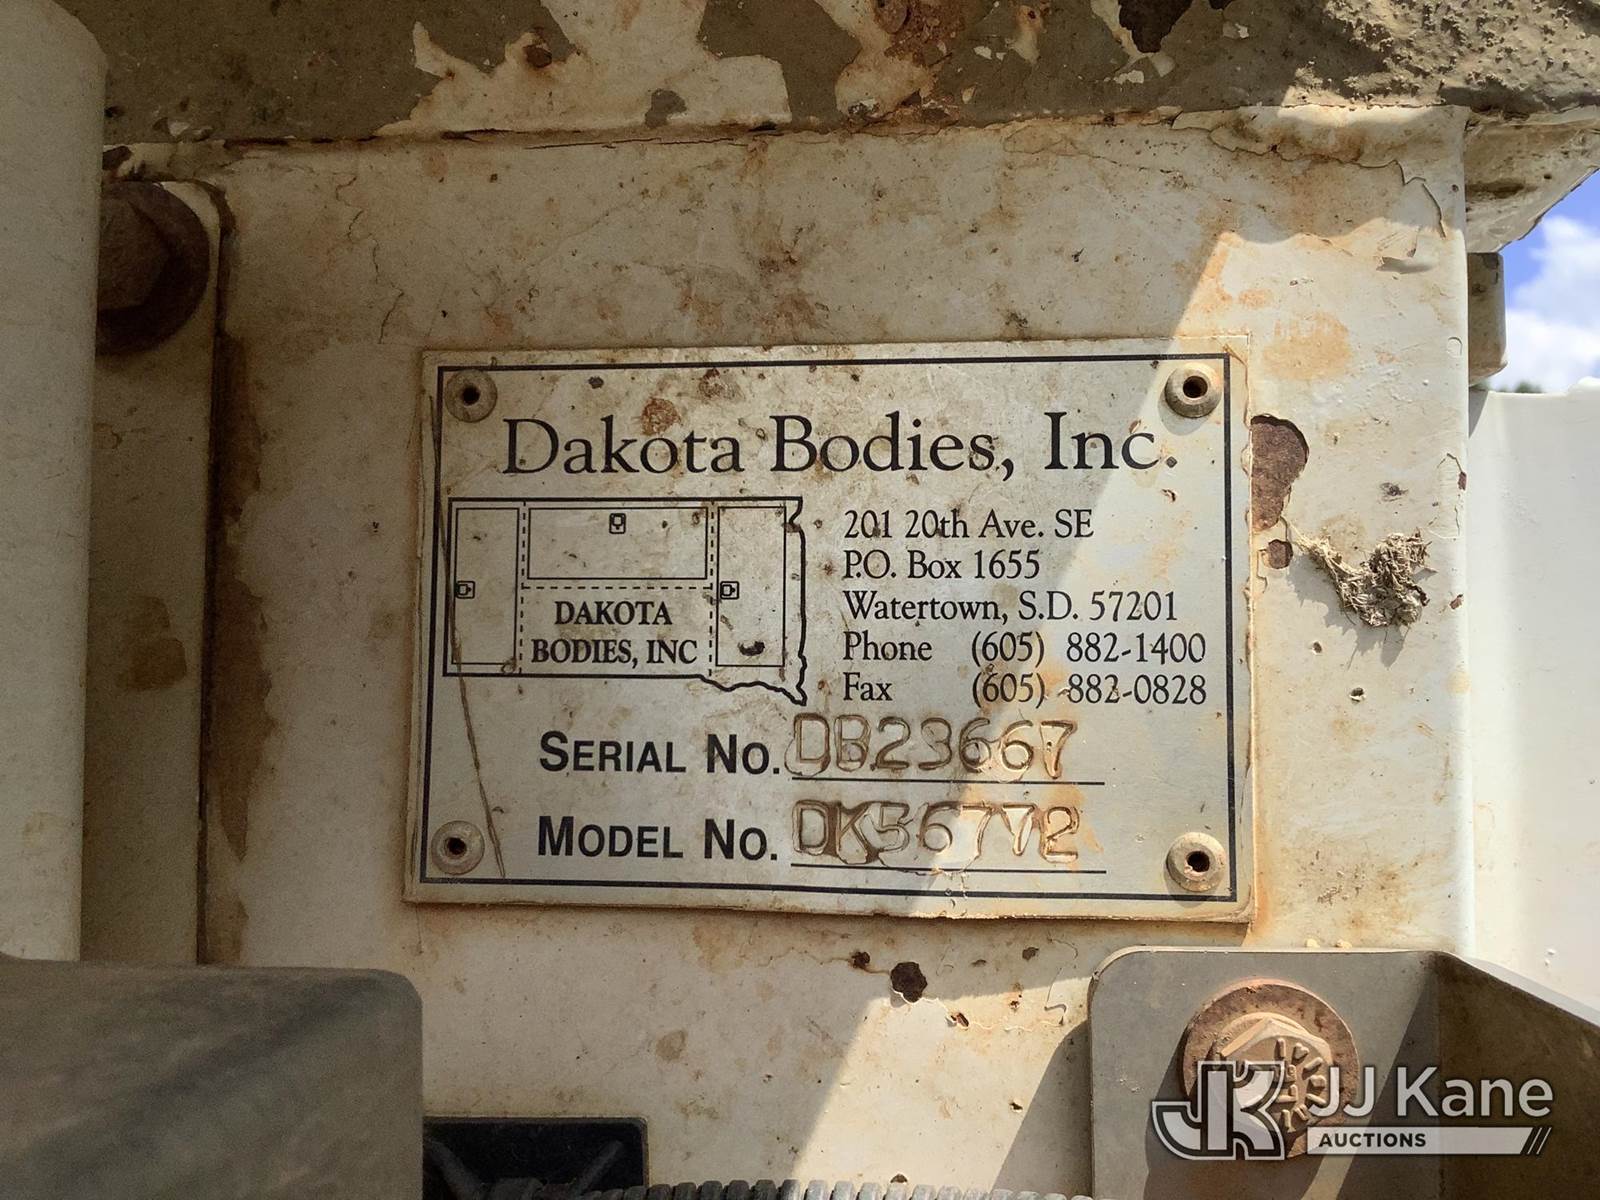 Dakota Bodies, Inc.
DAKOTA
BODIES, INC
201 20th Ave. SE
P.O. Box 1655
Watertown, S.D. 57201
Phone (605) 882-1400
Fax (605) 882-0828
SERIAL NO. DB23667
MODEL NO. DK56772
JJ Kane
AUCTIONS